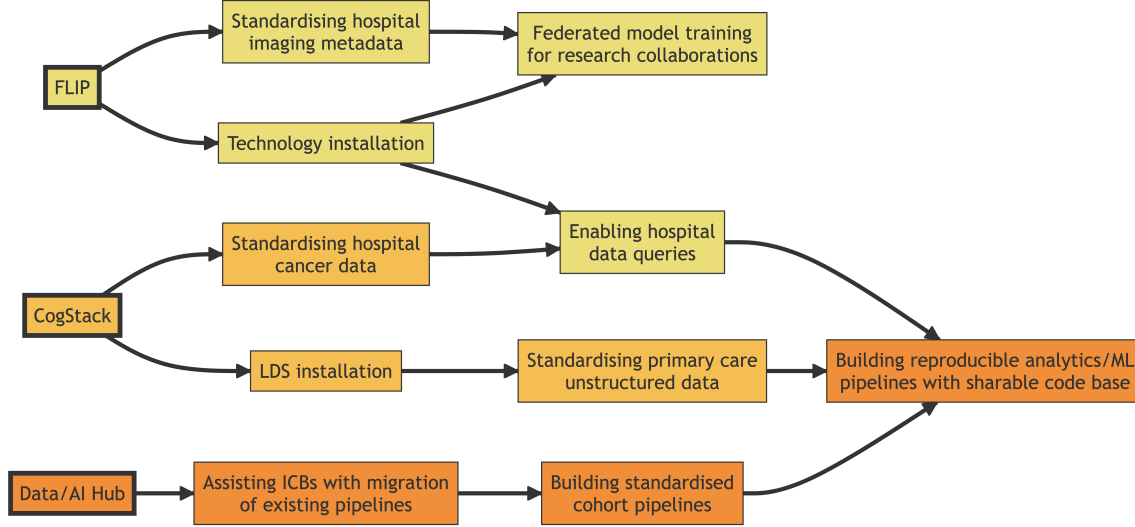 FLIP
Standardising hospital
imaging metadata
Federated model training
for research collaborations
Technology installation
Enabling hospital
data queries
CogStack
Standardising hospital
cancer data
LDS installation
Standardising primary care
unstructured data
Building reproducible analytics/ML
pipelines with sharable code base
Data/AI Hub
Assisting ICBs with migration
of existing pipelines
Building standardised
cohort pipelines